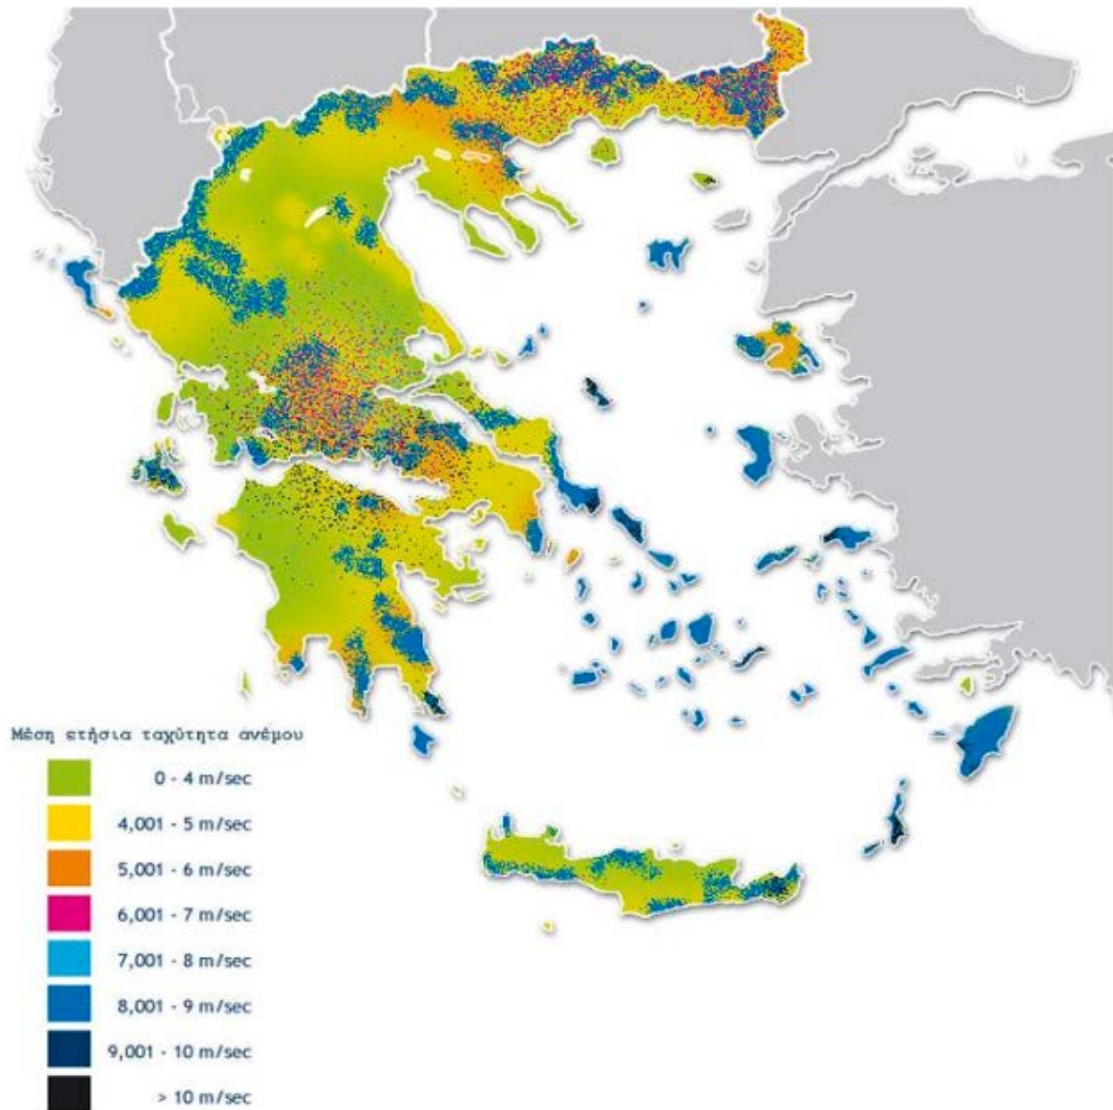 Μέση ετήσια ταχύτητα ανέμου
0 - 4 m/sec
4,001 - 5 m/sec
5,001 - 6 m/sec
6,001 - 7 m/sec
7,001 - 8 m/sec
8,001 - 9 m/sec
9,001 - 10 m/sec
> 10 m/sec